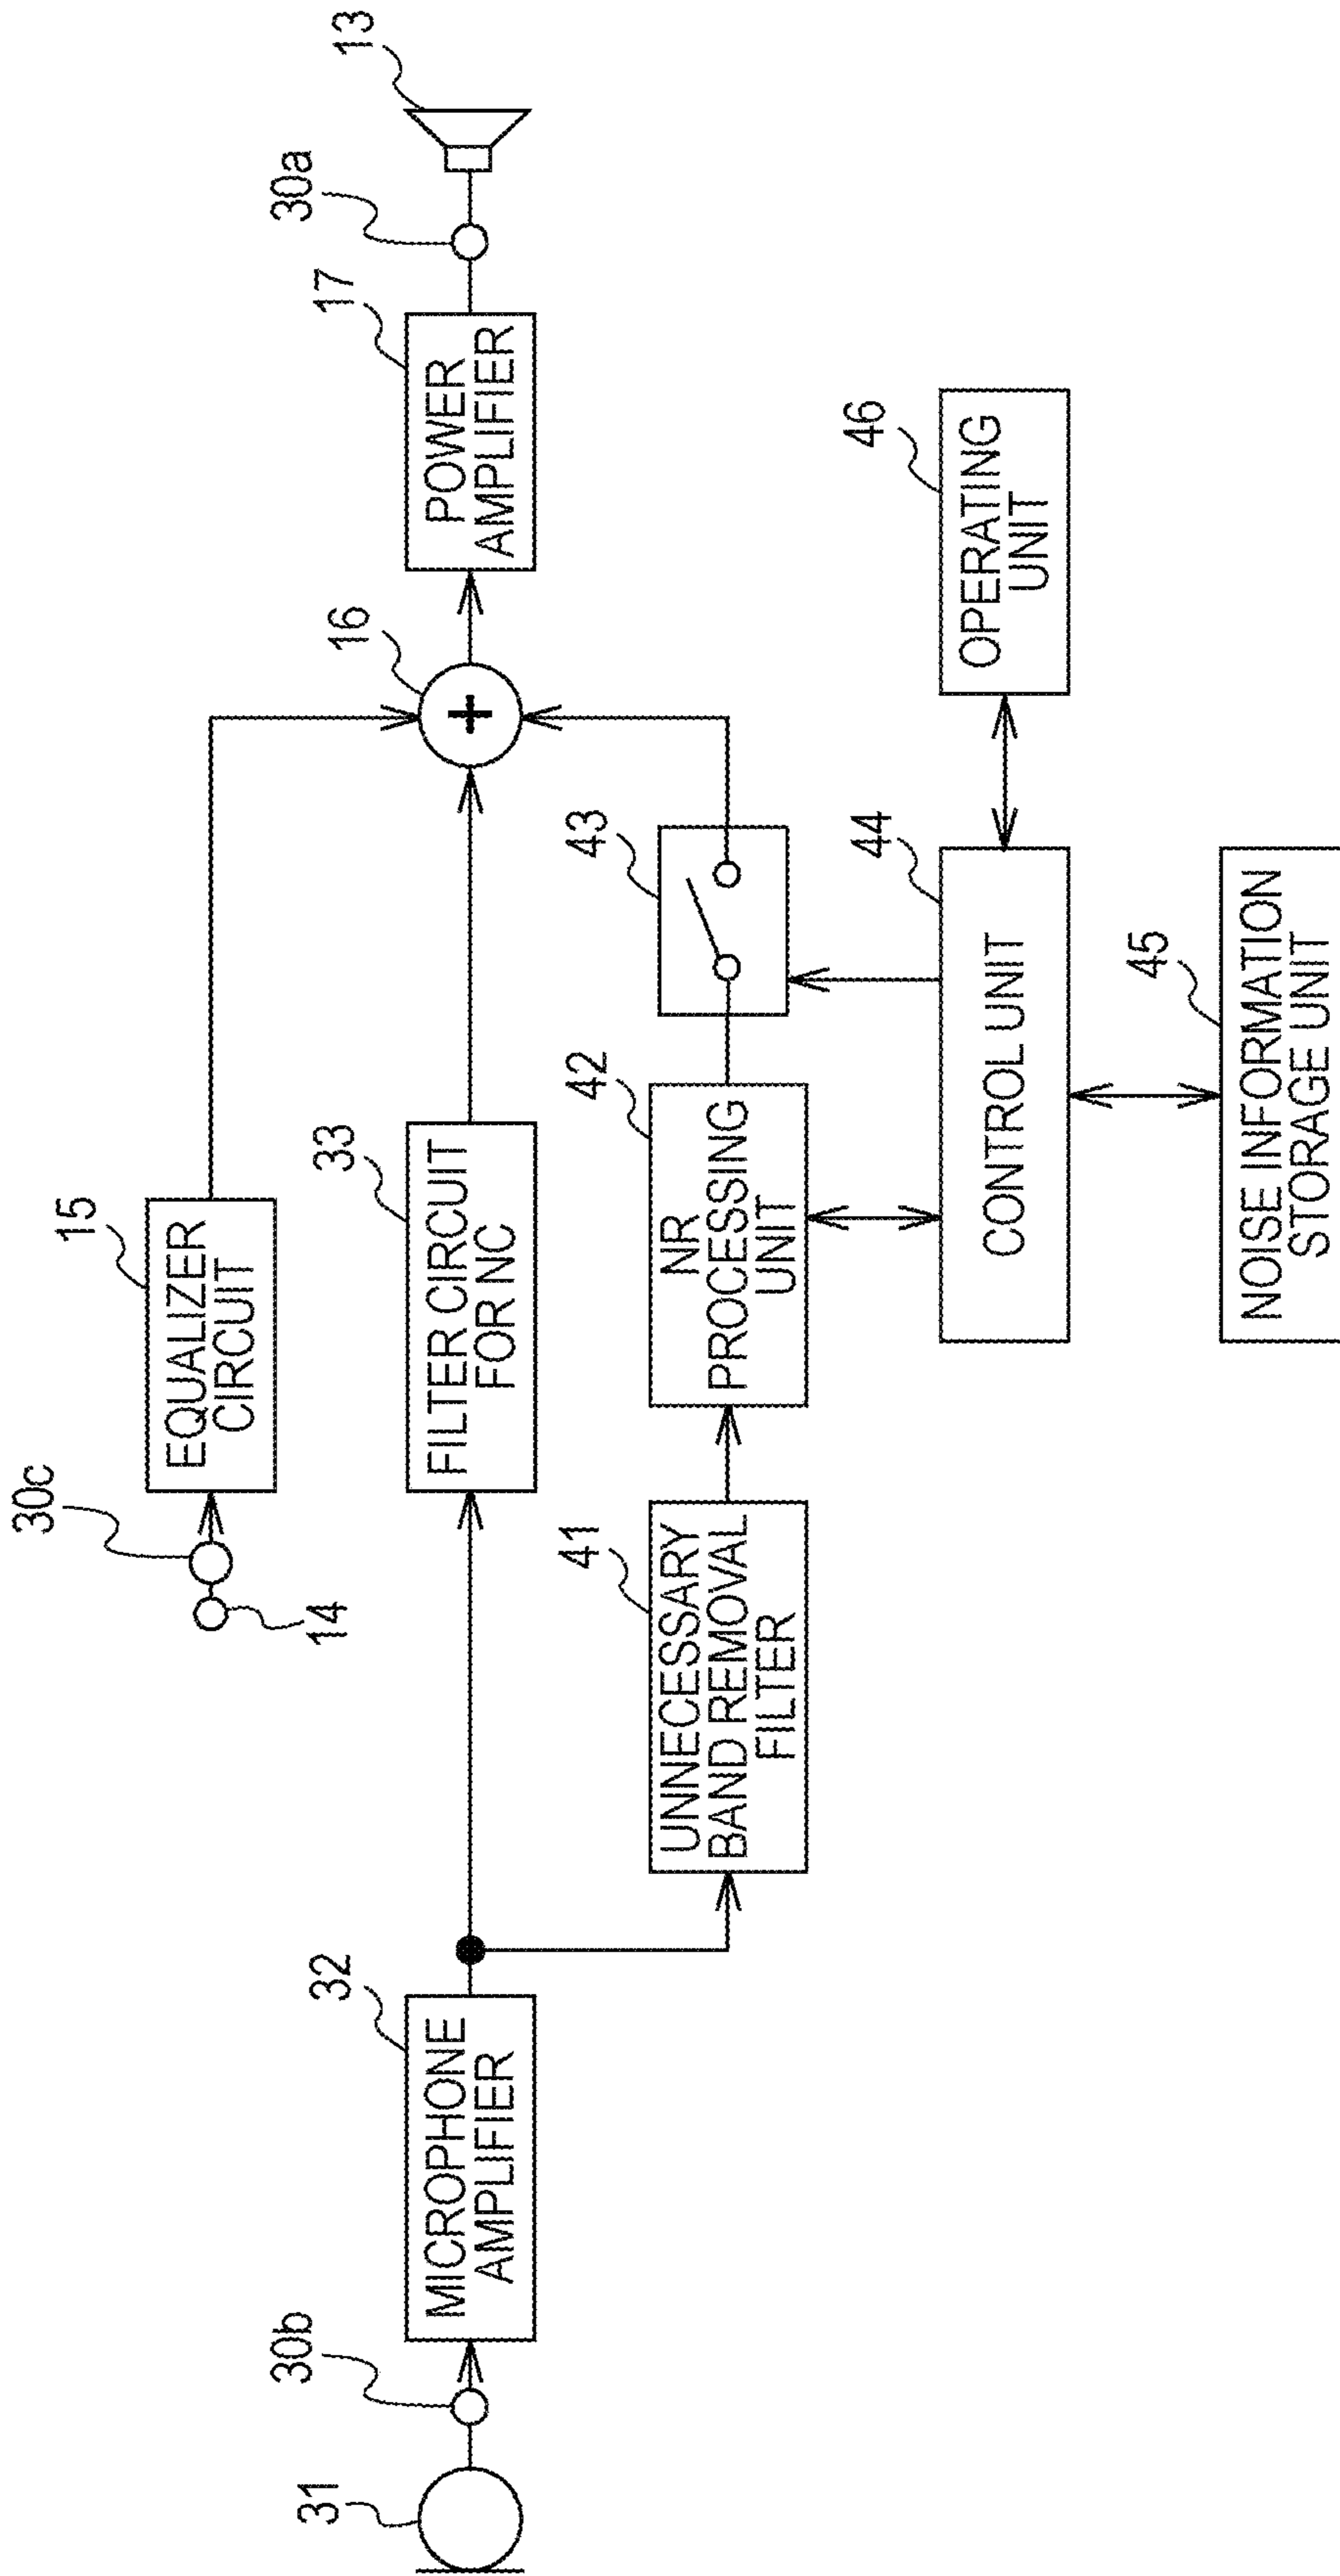 30c
14
15
EQUALIZER
CIRCUIT
31
30b
32
MICROPHONE
AMPLIFIER
33
FILTER CIRCUIT
FOR NC
16
+
17
POWER
AMPLIFIER
30a
13
41
UNNECESSARY
BAND REMOVAL
FILTER
42
NR
PROCESSING
UNIT
43
44
CONTROL UNIT
46
OPERATING
UNIT
45
NOISE INFORMATION
STORAGE UNIT